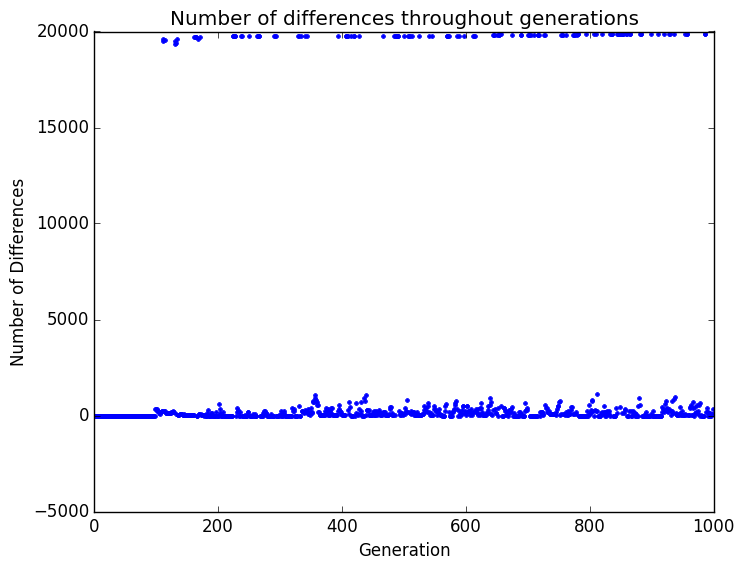 Number of differences throughout generations
20000
15000
10000
5000
0
−5000
Number of Differences
0 200 400 600 800 1000
Generation